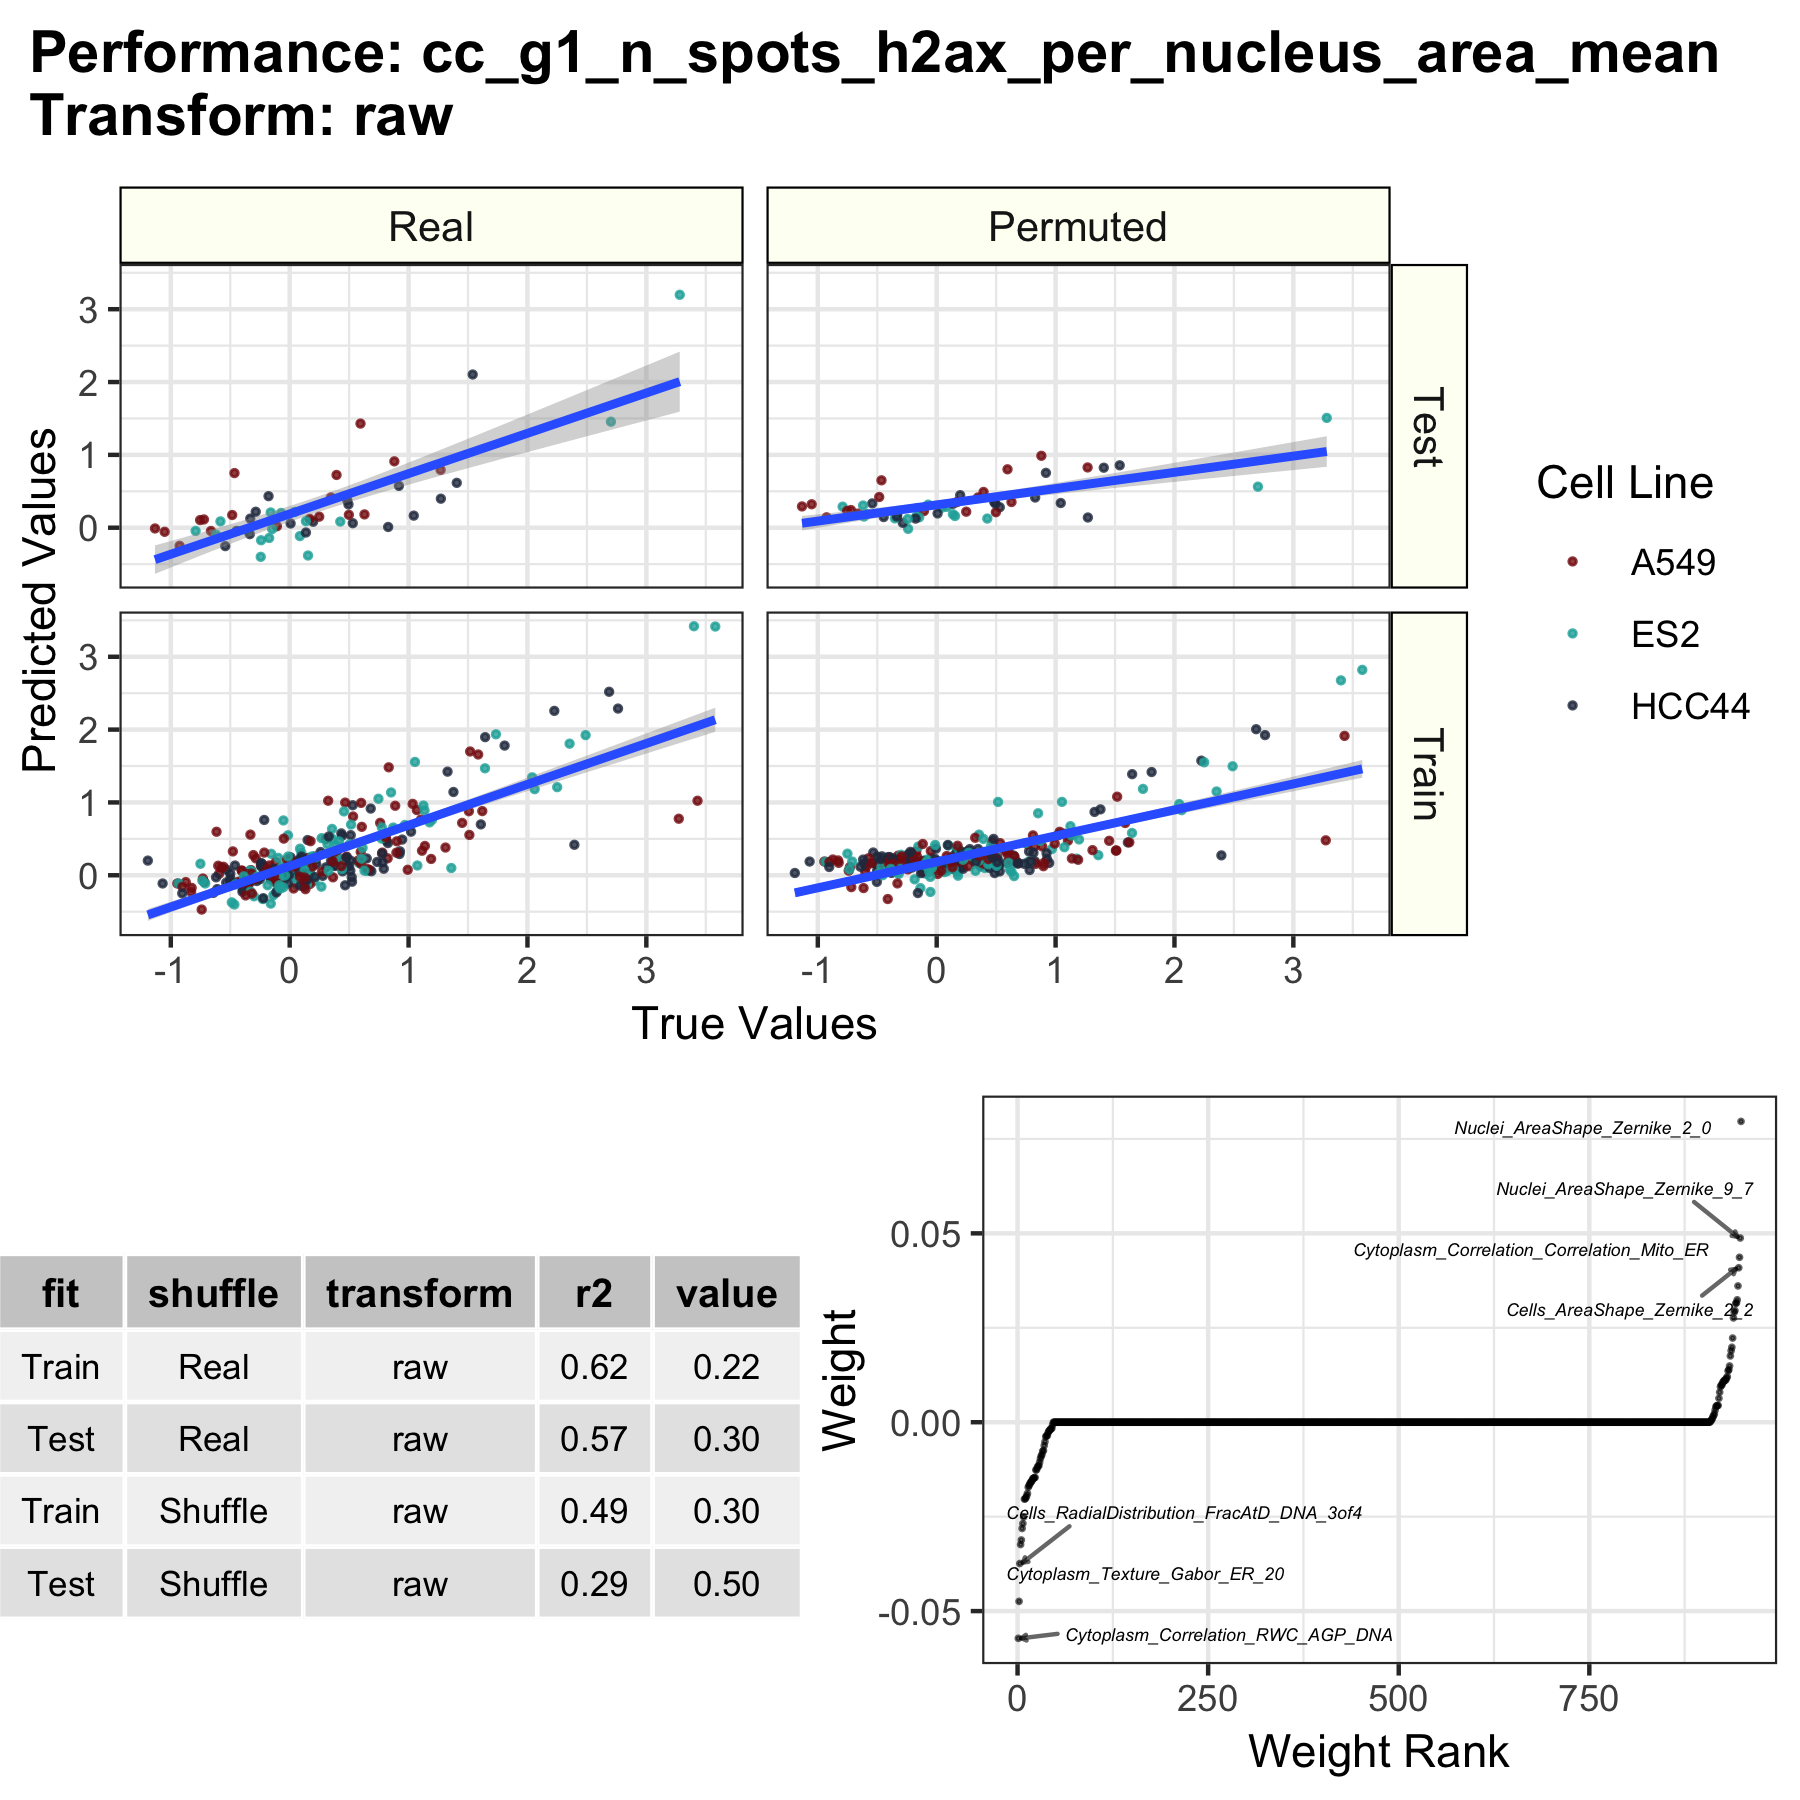 Performance: cc_g1_n_spots_h2ax_per_nucleus_area_mean
Transform: raw
Real
Permuted
3
2
1
0
Test
3
2
1
0
Train
-1 0 1 2 3
-1 0 1 2 3
Predicted Values
True Values
Cell Line
A549
ES2
HCC44
fit shuffle transform r2 value
Train Real raw 0.62 0.22
Test Real raw 0.57 0.30
Train Shuffle raw 0.49 0.30
Test Shuffle raw 0.29 0.50
Weight
0.05
0.00
-0.05
Nuclei_AreaShape_Zernike_2_0
Nuclei_AreaShape_Zernike_9_7
Cytoplasm_Correlation_Correlation_Mito_ER
Cells_AreaShape_Zernike_2_2
Cells_RadialDistribution_FracAtD_DNA_3of4
Cytoplasm_Texture_Gabor_ER_20
Cytoplasm_Correlation_RWC_AGP_DNA
0 250 500 750
Weight Rank